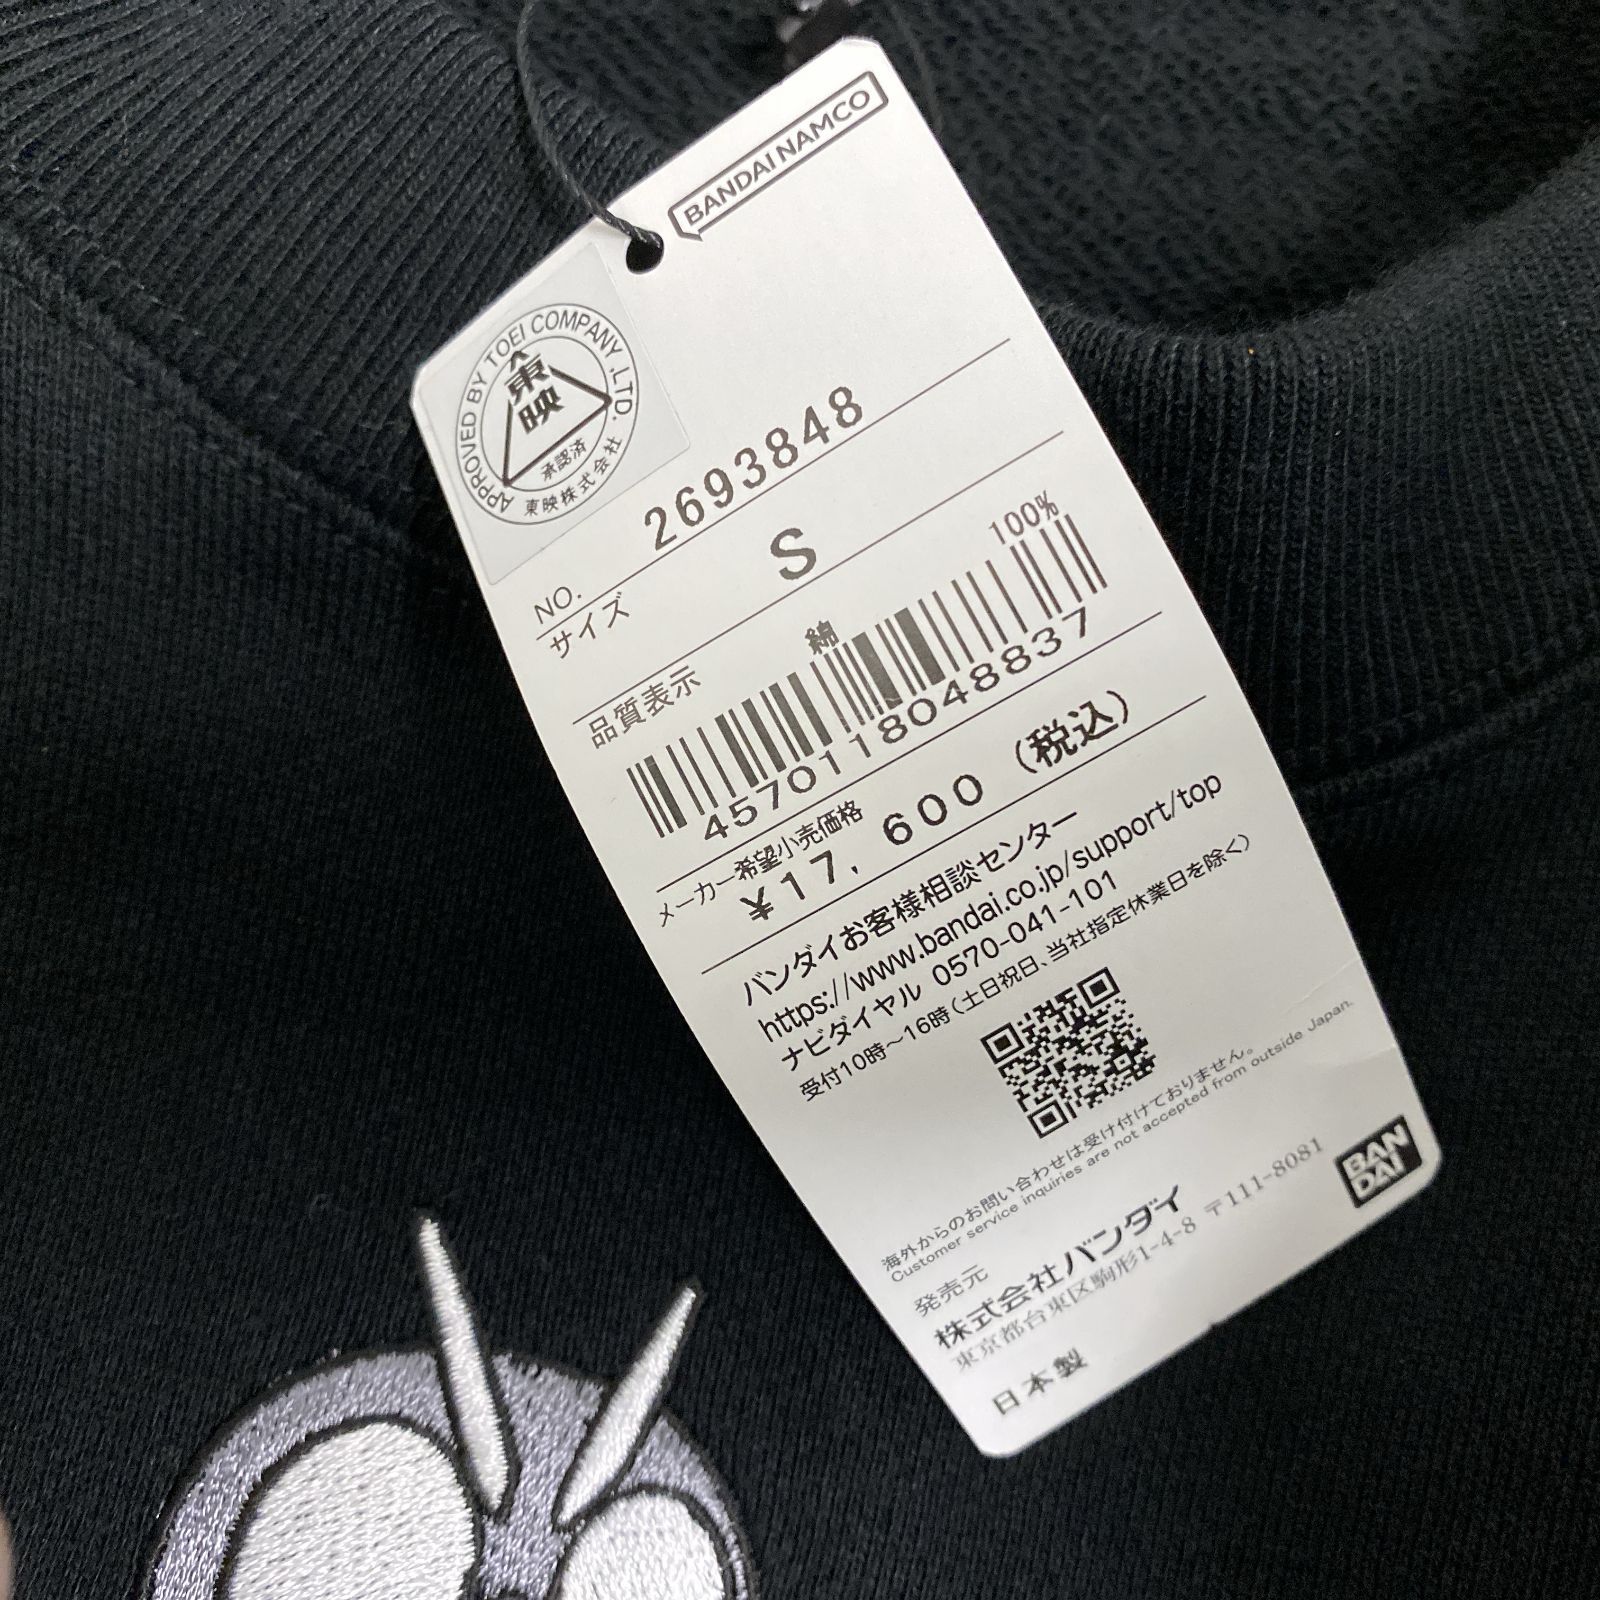 BANDAI NAMCO
APPROVED BY TOEI COMPANY,LTD.
東映
承認済
東映株式会社
NO. 2693848
サイズ S
品質表示 綿 100%
4570118048837
メーカー希望小売価格
¥17,600 (税込)
バンダイお客様相談センター
https://www.bandai.co.jp/support/top
ナビダイヤル 0570-041-101
受付10時～16時(土日祝日、当社指定休業日を除く)
海外からのお問い合わせは受け付けておりません。
Customer service inquiries are not accepted from outside Japan.
発売元
株式会社バンダイ
東京都台東区駒形1-4-8 〒111-8081
BAN
DAI
日本製